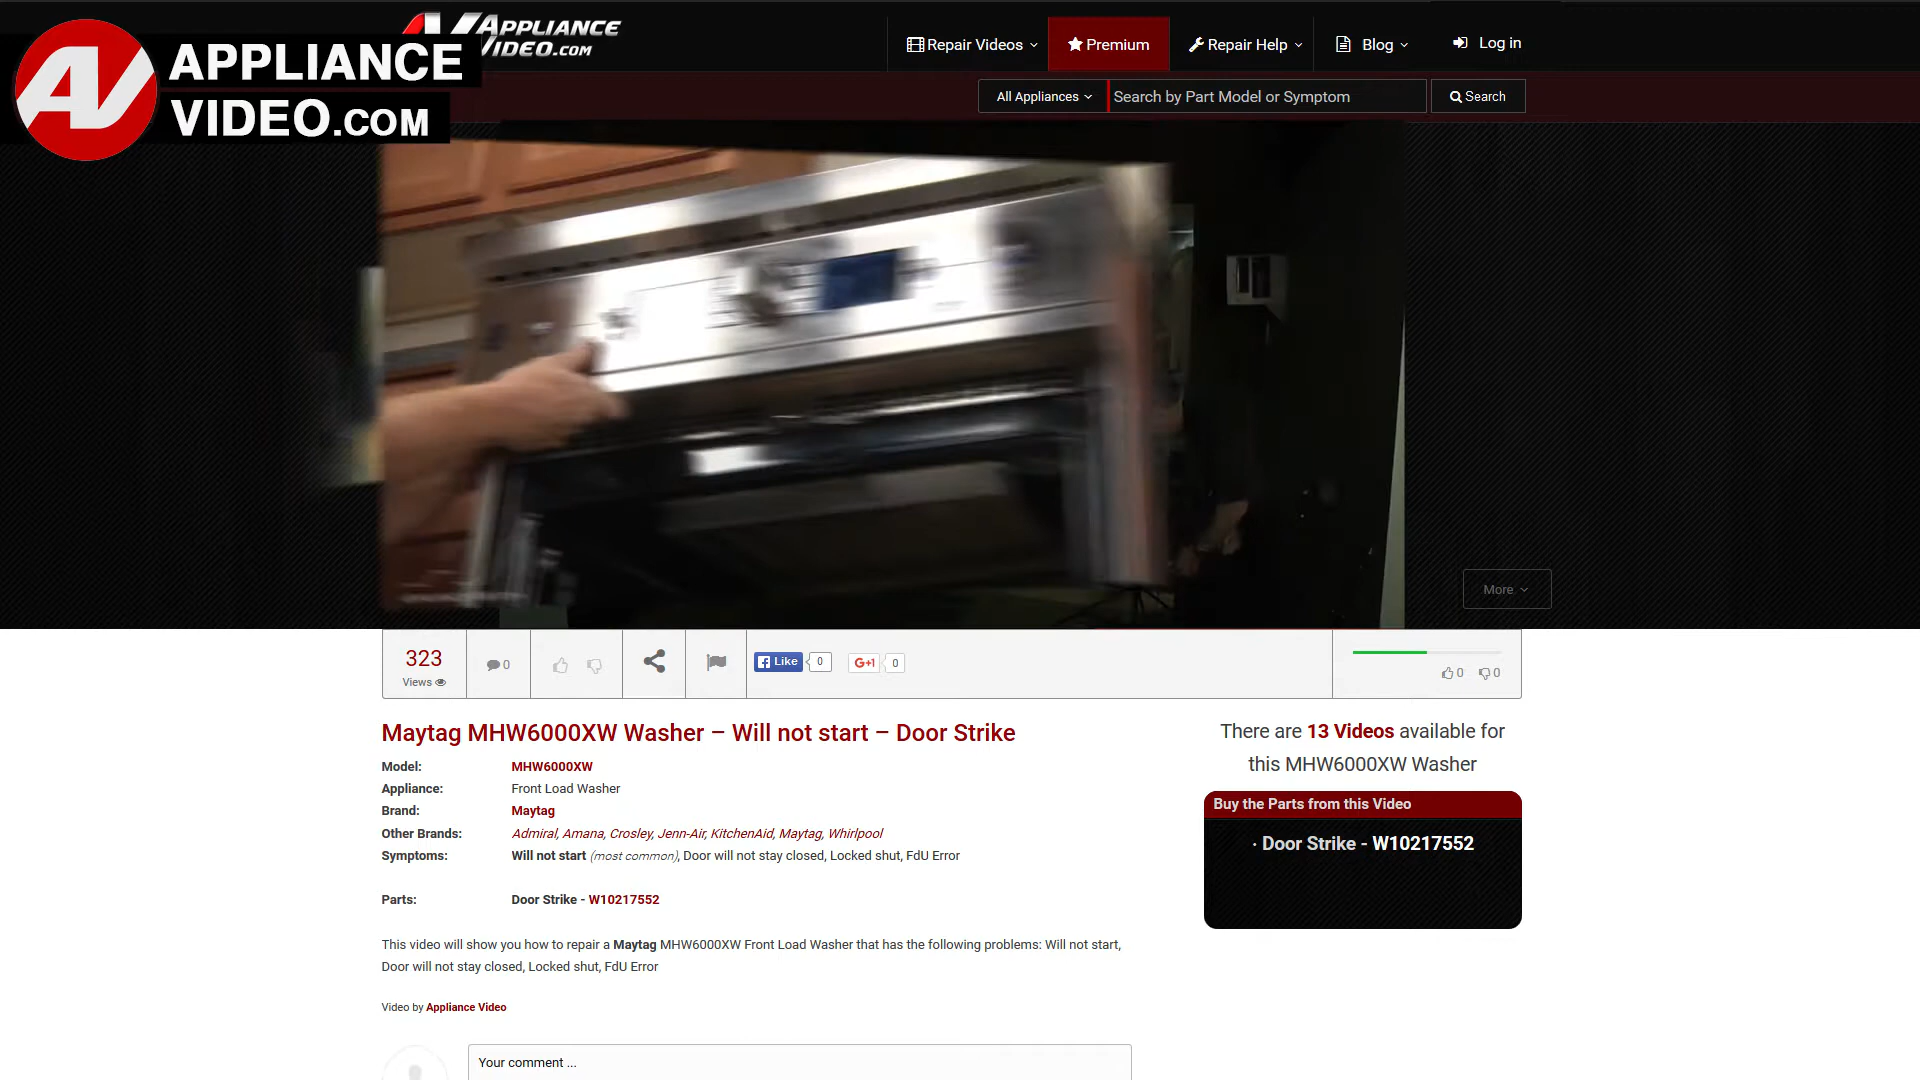 APPLIANCE
VIDEO.COM
APPLIANCE
VIDEO.COM
Repair Videos
Premium
Repair Help
Blog
Log in
All Appliances
Search by Part Model or Symptom
Search
More
323
Views
0
Like
0
G+1
0
0
0
Maytag MHW6000XW Washer – Will not start – Door Strike
Model: MHW6000XW
Appliance: Front Load Washer
Brand: Maytag
Other Brands: Admiral, Amana, Crosley, Jenn-Air, KitchenAid, Maytag, Whirlpool
Symptoms: Will not start (most common), Door will not stay closed, Locked shut, FdU Error
Parts: Door Strike - W10217552
This video will show you how to repair a Maytag MHW6000XW Front Load Washer that has the following problems: Will not start,
Door will not stay closed, Locked shut, FdU Error
Video by Appliance Video
Your comment ...
There are 13 Videos available for
this MHW6000XW Washer
Buy the Parts from this Video
· Door Strike - W10217552